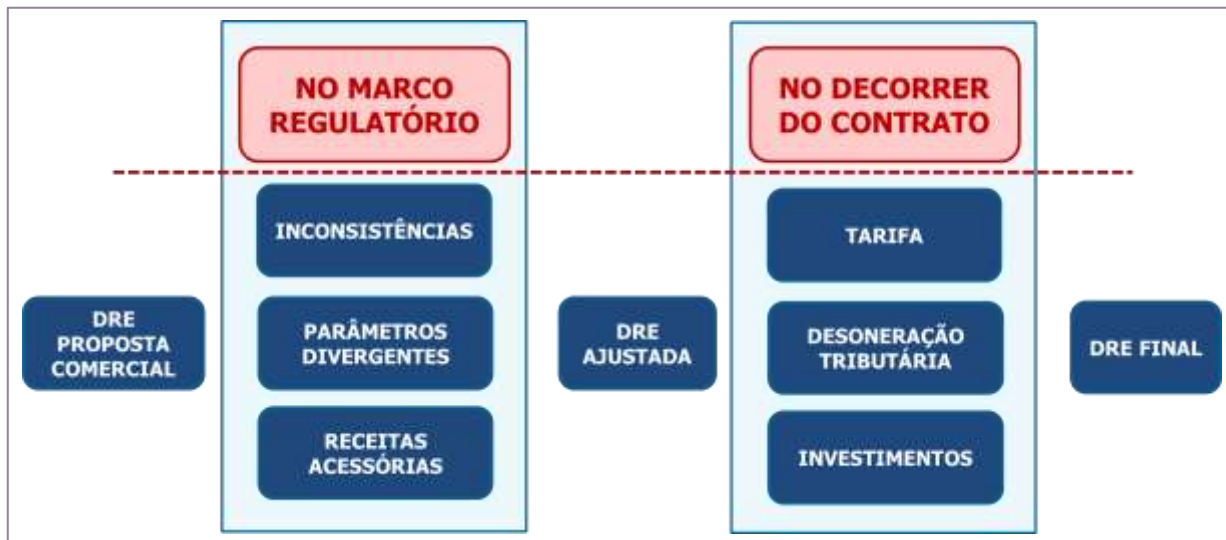 DRE
PROPOSTA
COMERCIAL
NO MARCO
REGULATÓRIO
INCONSISTÊNCIAS
PARÂMETROS
DIVERGENTES
RECEITAS
ACESSÓRIAS
DRE
AJUSTADA
NO DECORRER
DO CONTRATO
TARIFA
DESONERAÇÃO
TRIBUTÁRIA
INVESTIMENTOS
DRE FINAL